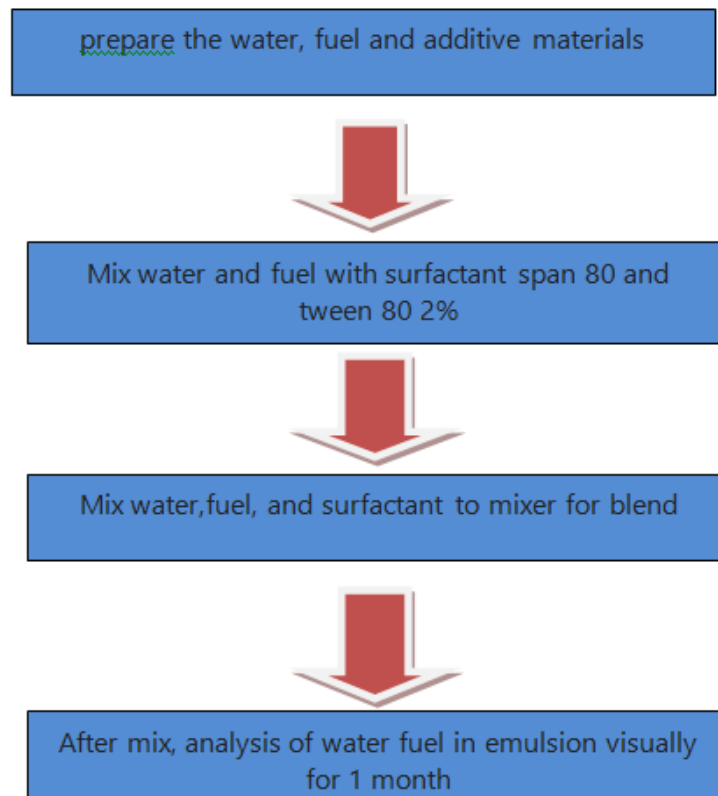 prepare the water, fuel and additive materials
Mix water and fuel with surfactant span 80 and
tween 80 2%
Mix water,fuel, and surfactant to mixer for blend
After mix, analysis of water fuel in emulsion visually
for 1 month